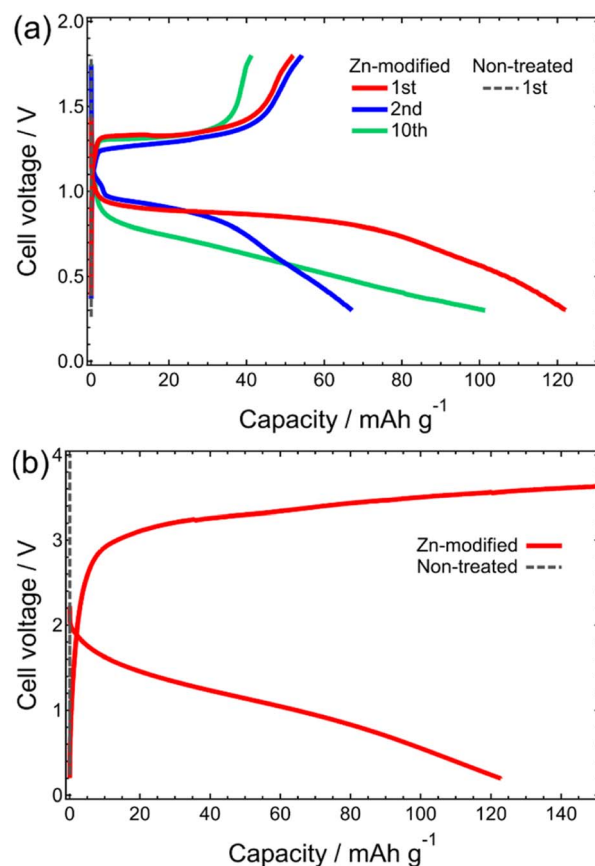 (a)
2.0
1.5
1.0
0.5
0.0
Cell voltage / V
Zn-modified Non-treated
1st 1st
2nd
10th
0 20 40 60 80 100 120
Capacity / mAh g⁻¹
(b)
4
3
2
1
0
Cell voltage / V
Zn-modified
Non-treated
0 20 40 60 80 100 120 140
Capacity / mAh g⁻¹